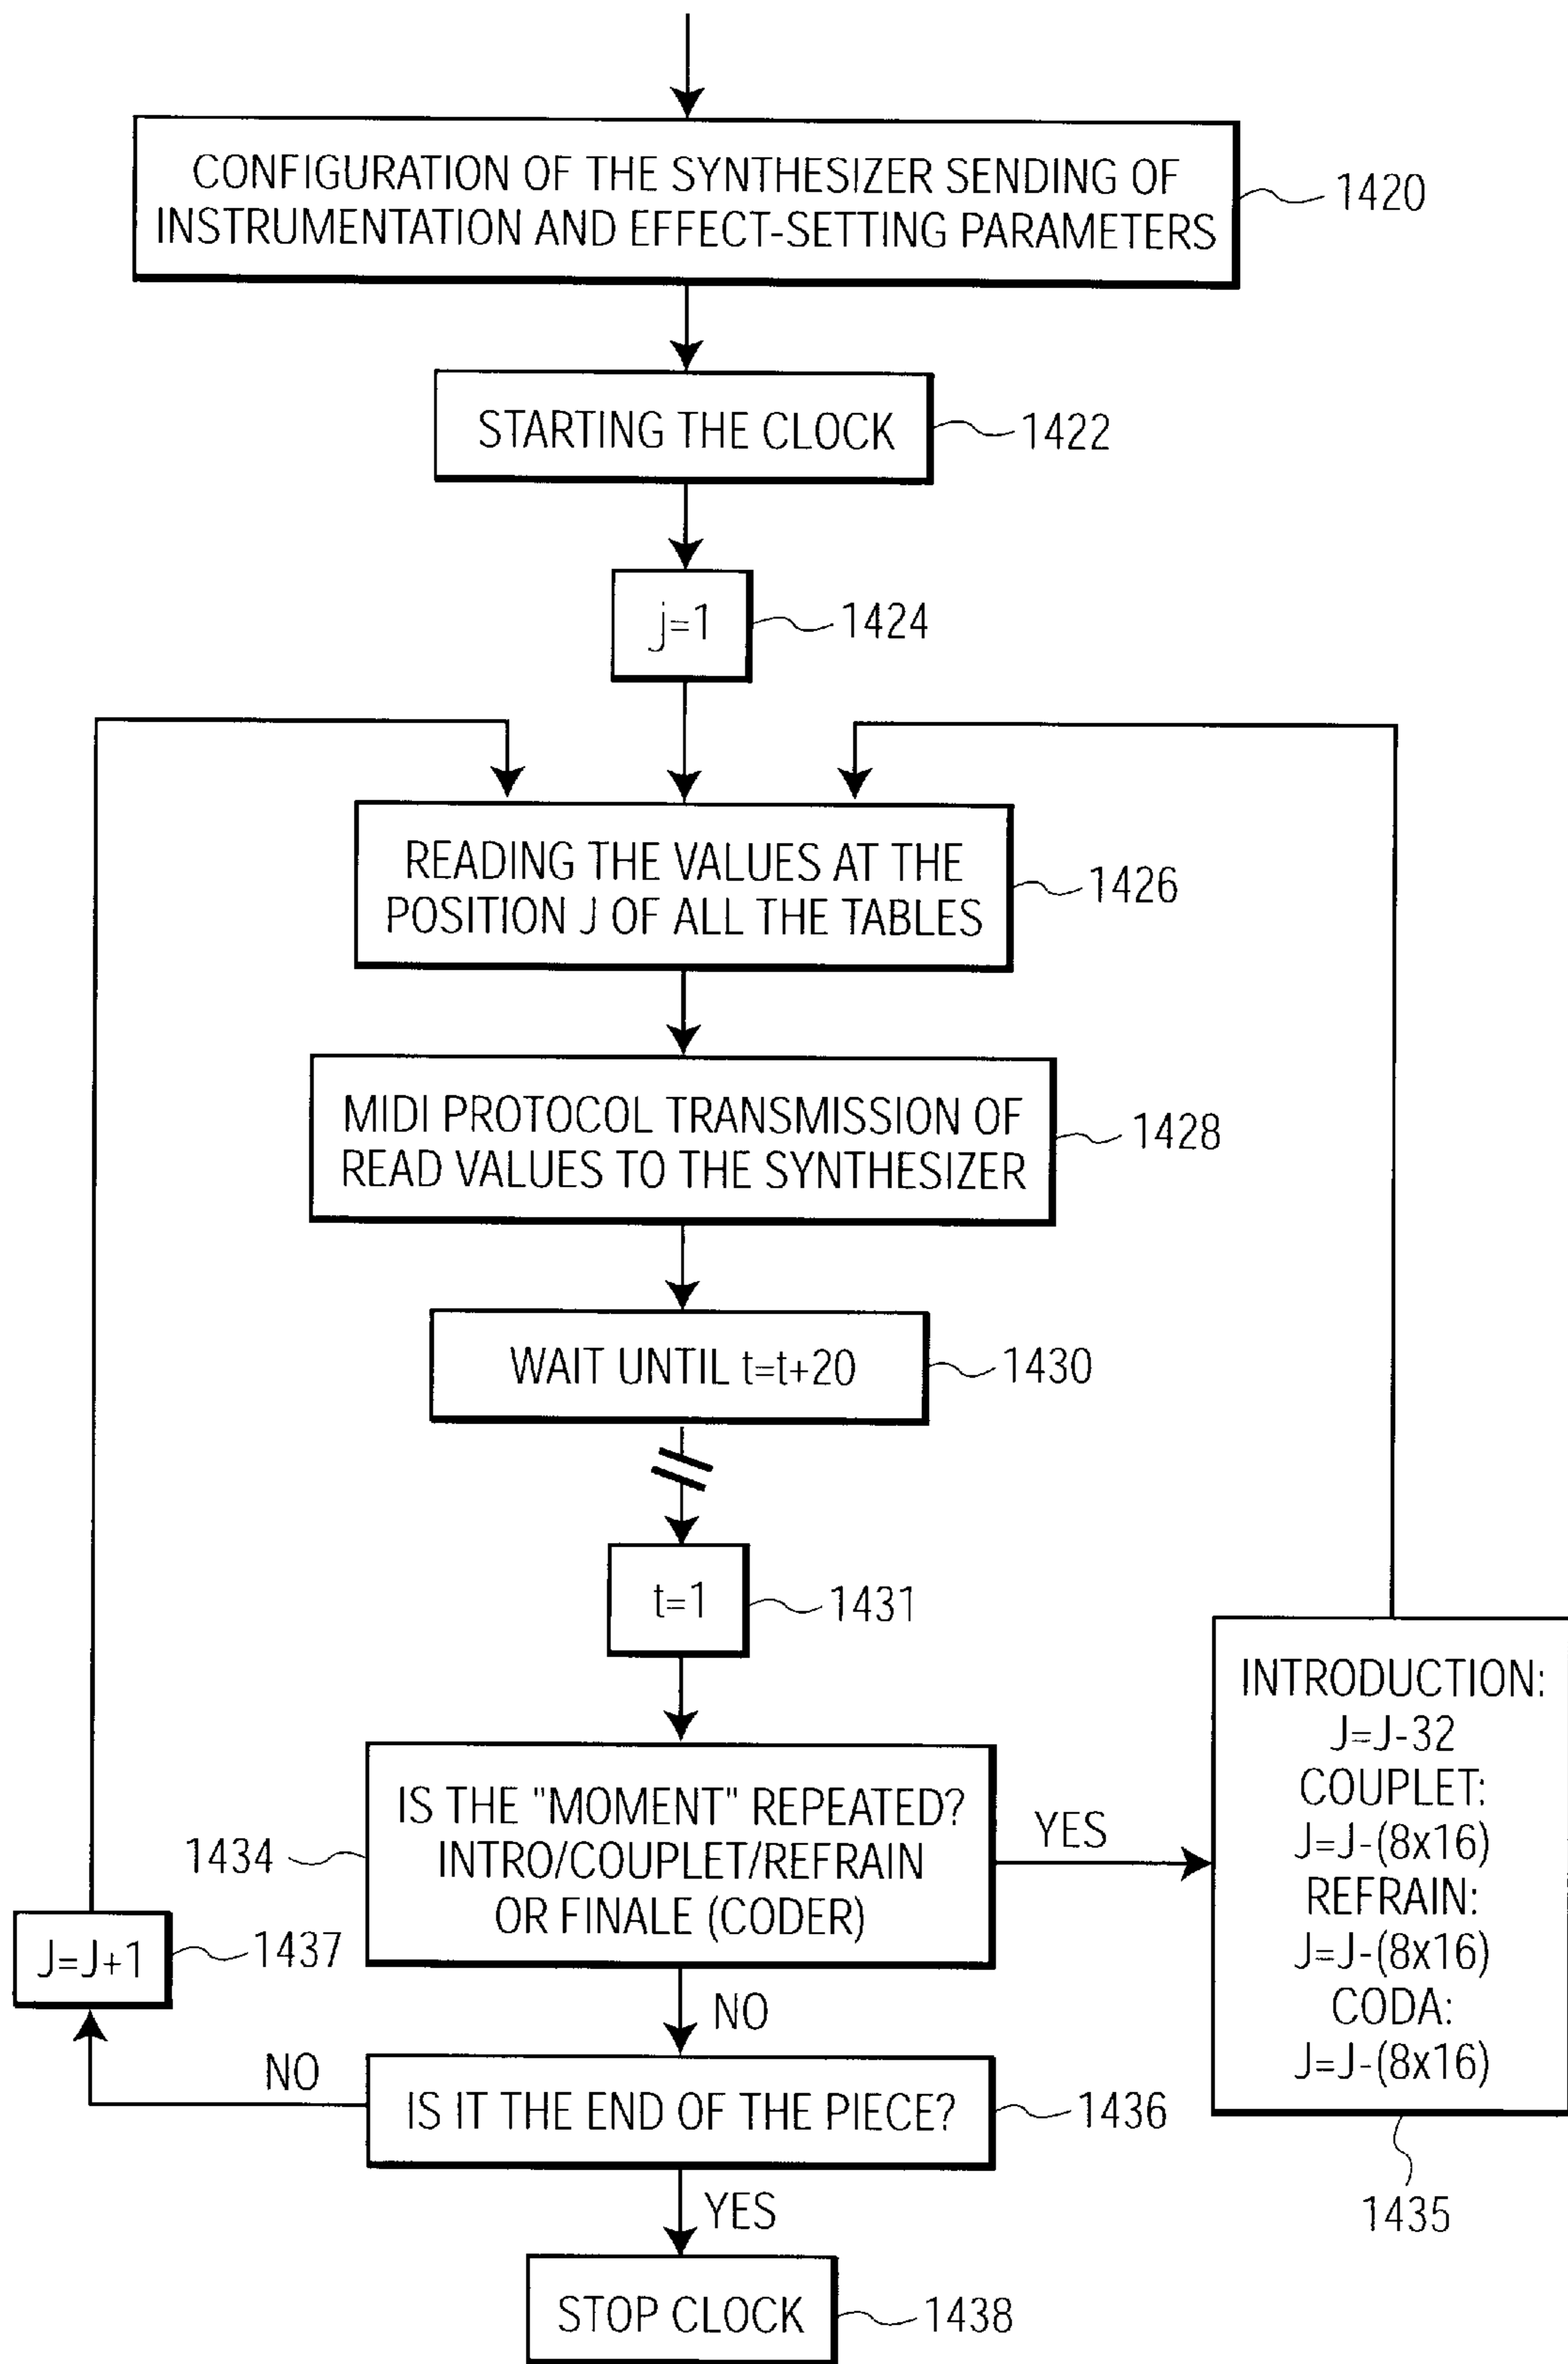 CONFIGURATION OF THE SYNTHESIZER SENDING OF
INSTRUMENTATION AND EFFECT-SETTING PARAMETERS
1420
STARTING THE CLOCK
1422
j=1
1424
READING THE VALUES AT THE
POSITION J OF ALL THE TABLES
1426
MIDI PROTOCOL TRANSMISSION OF
READ VALUES TO THE SYNTHESIZER
1428
WAIT UNTIL t=t+20
1430
t=1
1431
IS THE "MOMENT" REPEATED?
INTRO/COUPLET/REFRAIN
OR FINALE (CODER)
1434
YES
INTRODUCTION:
J=J-32
COUPLET:
J=J-(8x16)
REFRAIN:
J=J-(8x16)
CODA:
J=J-(8x16)
1435
J=J+1
1437
NO
NO
IS IT THE END OF THE PIECE?
1436
YES
STOP CLOCK
1438